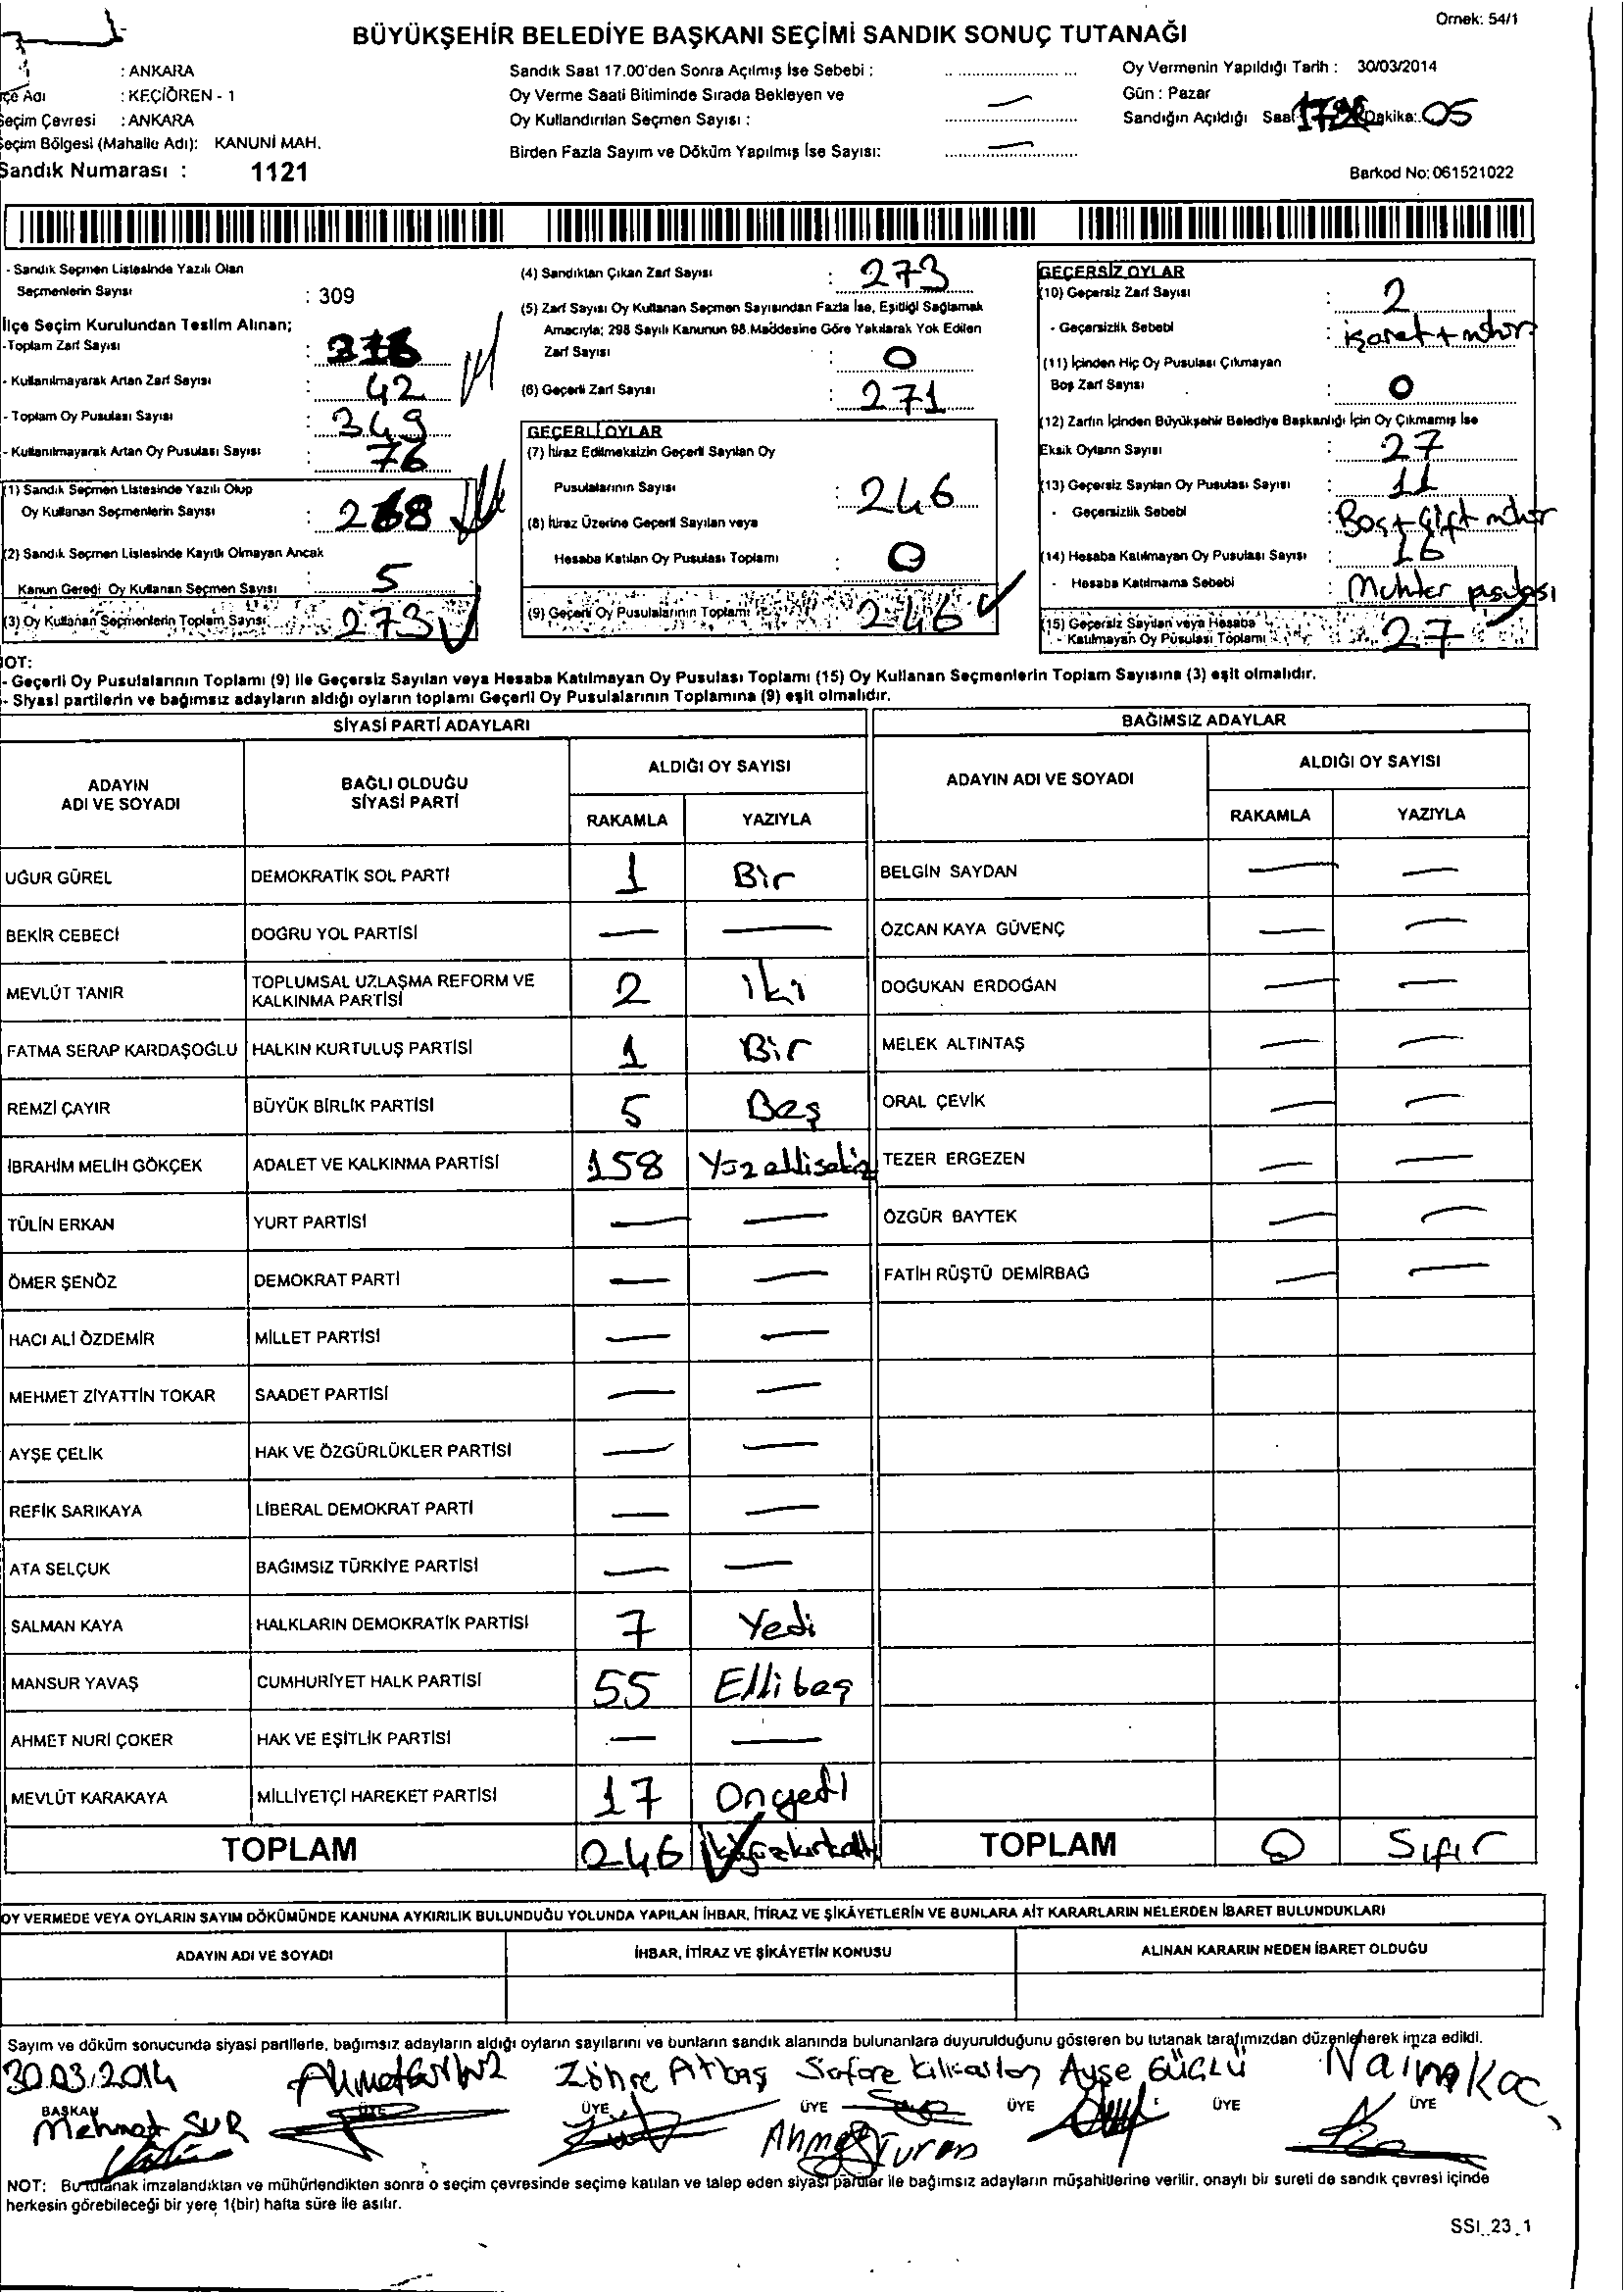 Örnek: 54/1
BÜYÜKŞEHİR BELEDİYE BAŞKANI SEÇİMİ SANDIK SONUÇ TUTANAĞI
: ANKARA
çe Adı : KEÇİÖREN - 1
Seçim Çevresi : ANKARA
Seçim Bölgesi (Mahalle Adı): KANUNİ MAH.
Sandık Numarası : 1121
Sandık Saat 17.00'den Sonra Açılmış İse Sebebi :
Oy Verme Saati Bitiminde Sırada Bekleyen ve
Oy Kullandırılan Seçmen Sayısı : —
Birden Fazla Sayım ve Döküm Yapılmış İse Sayısı: —
Oy Vermenin Yapıldığı Tarih : 30/03/2014
Gün : Pazar
Sandığın Açıldığı Saat Dakika: 05
Barkod No: 061521022
- Sandık Seçmen Listesinde Yazılı Olan
Seçmenlerin Sayısı : 309
İlçe Seçim Kurulundan Teslim Alınan;
- Toplam Zarf Sayısı :
- Kullanılmayarak Artan Zarf Sayısı : 42
- Toplam Oy Pusulası Sayısı : 349
- Kullanılmayarak Artan Oy Pusulası Sayısı : 76
(1) Sandık Seçmen Listesinde Yazılı Olup
Oy Kullanan Seçmenlerin Sayısı : 268
(2) Sandık Seçmen Listesinde Kayıtlı Olmayan Ancak
Kanun Gereği Oy Kullanan Seçmen Sayısı : 5
(3) Oy Kullanan Seçmenlerin Toplam Sayısı 273
(4) Sandıktan Çıkan Zarf Sayısı : 273
(5) Zarf Sayısı Oy Kullanan Seçmen Sayısından Fazla İse, Eşitliği Sağlamak
Amacıyla; 298 Sayılı Kanunun 98.Maddesine Göre Yakılarak Yok Edilen
Zarf Sayısı : 0
(6) Geçerli Zarf Sayısı : 271
GEÇERLİ OYLAR
(7) İtiraz Edilmeksizin Geçerli Sayılan Oy
Pusulalarının Sayısı : 246
(8) İtiraz Üzerine Geçerli Sayılan veya
Hesaba Katılan Oy Pusulası Toplamı : 0
(9) Geçerli Oy Pusulalarının Toplamı 246
GEÇERSİZ OYLAR
(10) Geçersiz Zarf Sayısı : 2
- Geçersizlik Sebebi : işaret + mühür
(11) İçinden Hiç Oy Pusulası Çıkmayan
Boş Zarf Sayısı : 0
(12) Zarfın İçinden Büyükşehir Belediye Başkanlığı İçin Oy Çıkmamış İse
Eksik Oyların Sayısı : 27
(13) Geçersiz Sayılan Oy Pusulası Sayısı : 11
- Geçersizlik Sebebi : Boş + Çift mühür
(14) Hesaba Katılmayan Oy Pusulası Sayısı : 16
- Hesaba Katılmama Sebebi : Muhtar pusulası
(15) Geçersiz Sayılan veya Hesaba
Katılmayan Oy Pusulası Toplamı 27
NOT:
- Geçerli Oy Pusulalarının Toplamı (9) ile Geçersiz Sayılan veya Hesaba Katılmayan Oy Pusulası Toplamı (15) Oy Kullanan Seçmenlerin Toplam Sayısına (3) eşit olmalıdır.
- Siyasi partilerin ve bağımsız adayların aldığı oyların toplamı Geçerli Oy Pusulalarının Toplamına (9) eşit olmalıdır.
SİYASİ PARTİ ADAYLARI
ADAYIN ADI VE SOYADI BAĞLI OLDUĞU SİYASİ PARTİ ALDIĞI OY SAYISI
RAKAMLA YAZIYLA
BAĞIMSIZ ADAYLAR
ADAYIN ADI VE SOYADI ALDIĞI OY SAYISI
RAKAMLA YAZIYLA
UĞUR GÜREL DEMOKRATİK SOL PARTİ 1 Bir BELGİN SAYDAN — —
BEKİR CEBECİ DOĞRU YOL PARTİSİ — — ÖZCAN KAYA GÜVENÇ — —
MEVLÜT TANIR TOPLUMSAL UZLAŞMA REFORM VE KALKINMA PARTİSİ 2 iki DOĞUKAN ERDOĞAN — —
FATMA SERAP KARDAŞOĞLU HALKIN KURTULUŞ PARTİSİ 1 Bir MELEK ALTINTAŞ — —
REMZİ ÇAYIR BÜYÜK BİRLİK PARTİSİ 5 Beş ORAL ÇEVİK — —
İBRAHİM MELİH GÖKÇEK ADALET VE KALKINMA PARTİSİ 158 Yüzellisekiz TEZER ERGEZEN — —
TÜLİN ERKAN YURT PARTİSİ — — ÖZGÜR BAYTEK — —
ÖMER ŞENÖZ DEMOKRAT PARTİ — — FATİH RÜŞTÜ DEMİRBAĞ — —
HACI ALİ ÖZDEMİR MİLLET PARTİSİ — —
MEHMET ZİYATTİN TOKAR SAADET PARTİSİ — —
AYŞE ÇELİK HAK VE ÖZGÜRLÜKLER PARTİSİ — —
REFİK SARIKAYA LİBERAL DEMOKRAT PARTİ — —
ATA SELÇUK BAĞIMSIZ TÜRKİYE PARTİSİ — —
SALMAN KAYA HALKLARIN DEMOKRATİK PARTİSİ 7 Yedi
MANSUR YAVAŞ CUMHURİYET HALK PARTİSİ 55 Elli beş
AHMET NURİ ÇOKER HAK VE EŞİTLİK PARTİSİ — —
MEVLÜT KARAKAYA MİLLİYETÇİ HAREKET PARTİSİ 17 Onyedi
TOPLAM 246 ikiyüzkırkaltı TOPLAM 0 Sıfır
OY VERMEDE VEYA OYLARIN SAYIM DÖKÜMÜNDE KANUNA AYKIRILIK BULUNDUĞU YOLUNDA YAPILAN İHBAR, İTİRAZ VE ŞİKÂYETLERİN VE BUNLARA AİT KARARLARIN NELERDEN İBARET BULUNDUKLARI
ADAYIN ADI VE SOYADI İHBAR, İTİRAZ VE ŞİKÂYETİN KONUSU ALINAN KARARIN NEDEN İBARET OLDUĞU
Sayım ve döküm sonucunda siyasi partilerle, bağımsız adayların aldığı oyların sayılarını ve bunların sandık alanında bulunanlara duyurulduğunu gösteren bu tutanak tarafımızdan düzenlenerek imza edildi.
30.03.2014 Zöhre Akbaş Ayşe GÜÇLÜ Naim Koç
BAŞKAN ÜYE ÜYE ÜYE ÜYE ÜYE ÜYE
Mehmet SUR Ahmet Turan
NOT: Bu tutanak imzalandıktan ve mühürlendikten sonra o seçim çevresinde seçime katılan ve talep eden siyasi partiler ile bağımsız adayların müşahitlerine verilir, onaylı bir sureti de sandık çevresi içinde
herkesin görebileceği bir yere 1(bir) hafta süre ile asılır.
SSI_23_1